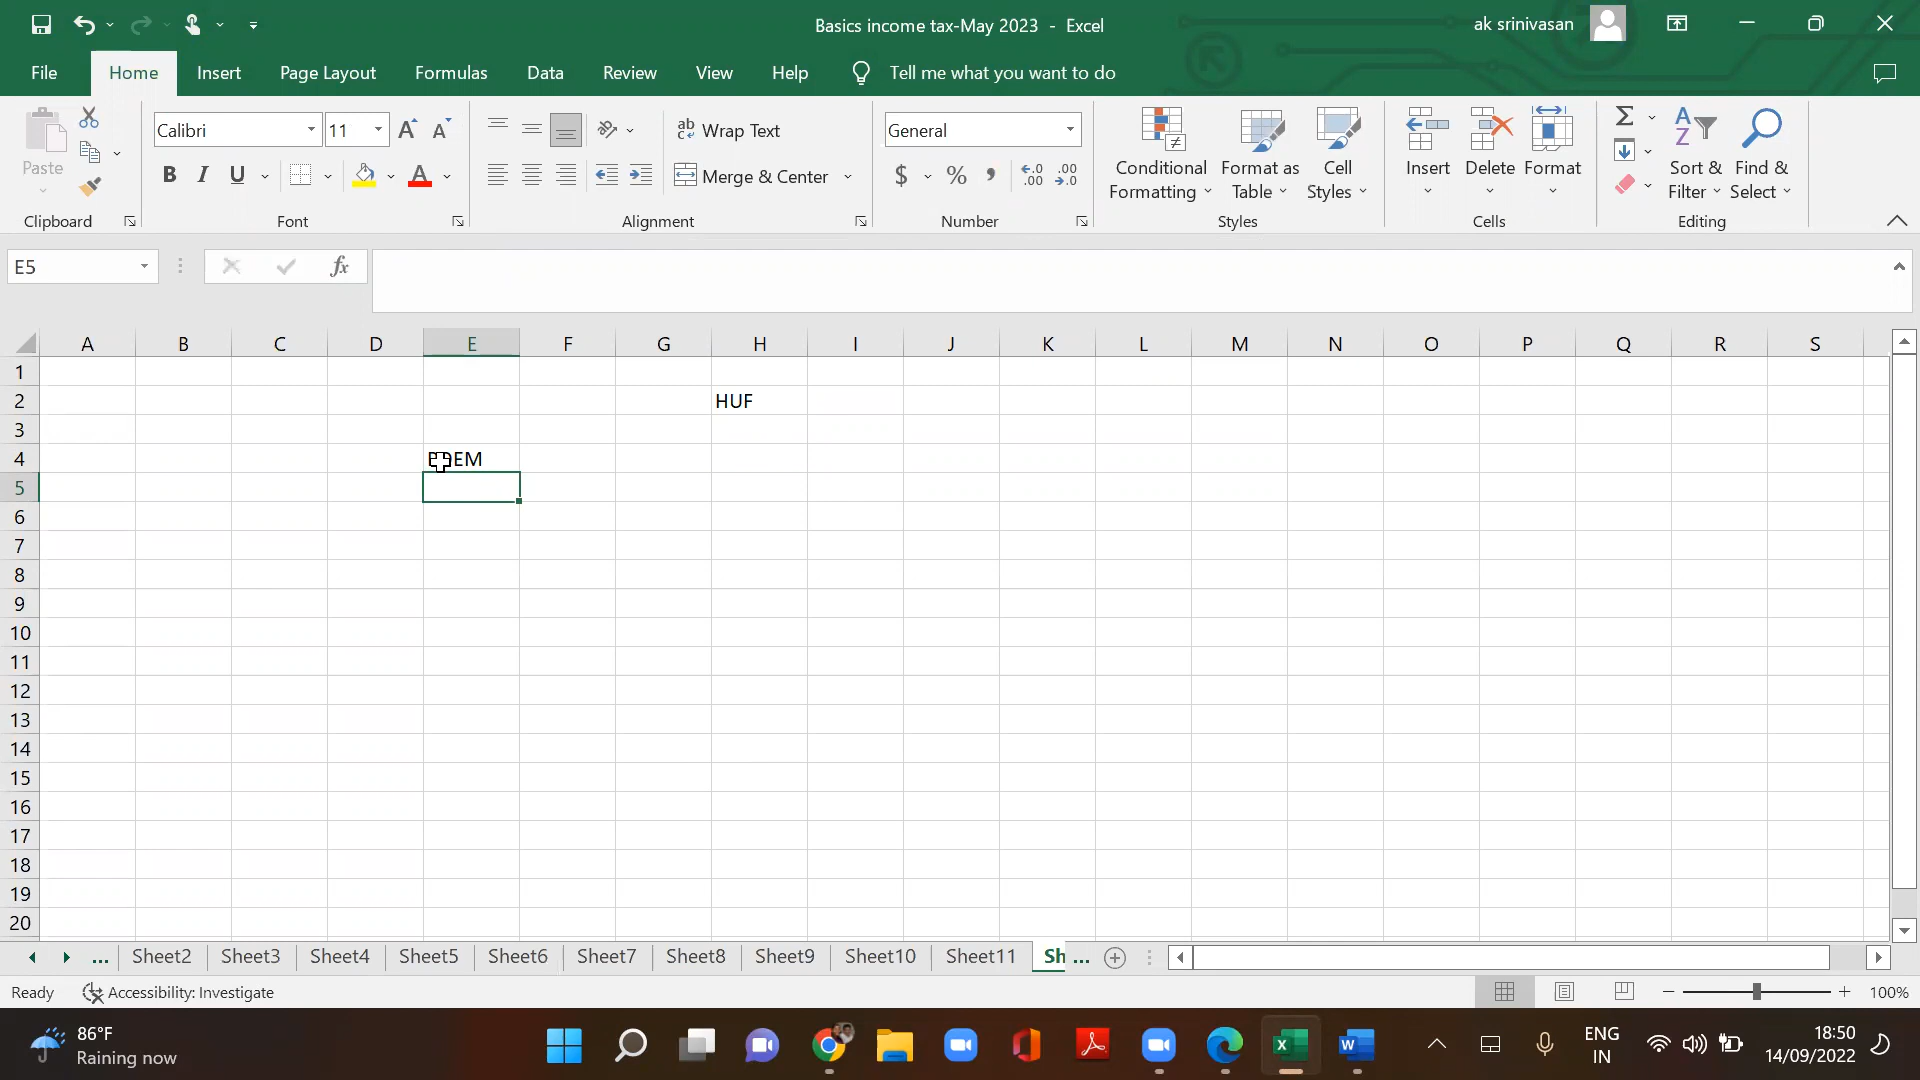 Basics income tax-May 2023 - Excel
ak srinivasan
File Home Insert Page Layout Formulas Data Review View Help Tell me what you want to do
Paste
Calibri 11
B I U
ab Wrap Text
Merge & Center
General
$ % ,
Conditional Formatting
Format as Table
Cell Styles
Insert Delete Format
Sort & Filter
Find & Select
Clipboard Font Alignment Number Styles Cells Editing
E5 fx
A B C D E F G H I J K L M N O P Q R S
1
2 HUF
3
4
5
6
7
8
9
10
11
12
13
14
15
16
17
18
19
20
... Sheet2 Sheet3 Sheet4 Sheet5 Sheet6 Sheet7 Sheet8 Sheet9 Sheet10 Sheet11 Sh ...
Ready Accessibility: Investigate 100%
86°F
Raining now
ENG
IN
18:50
14/09/2022